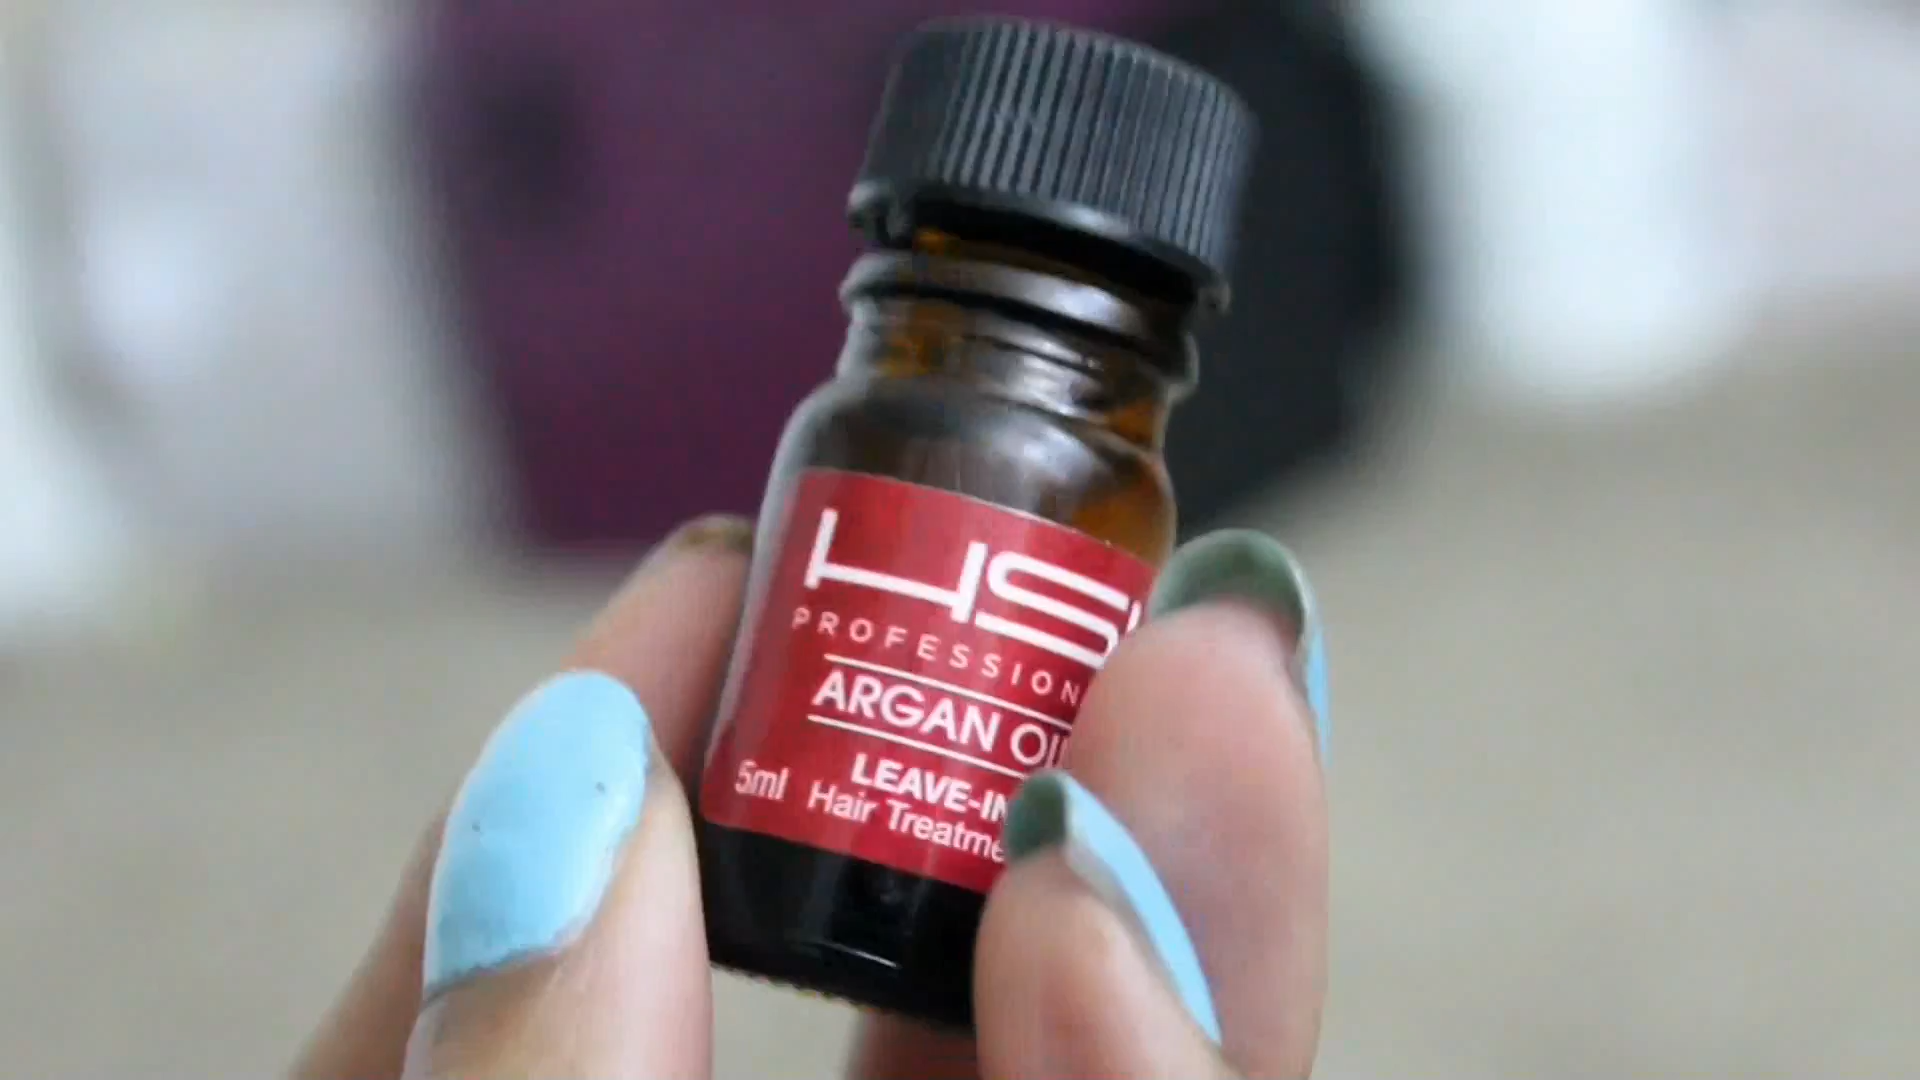 HS
PROFESSION
ARGAN OI
LEAVE-IN
5ml Hair Treatme